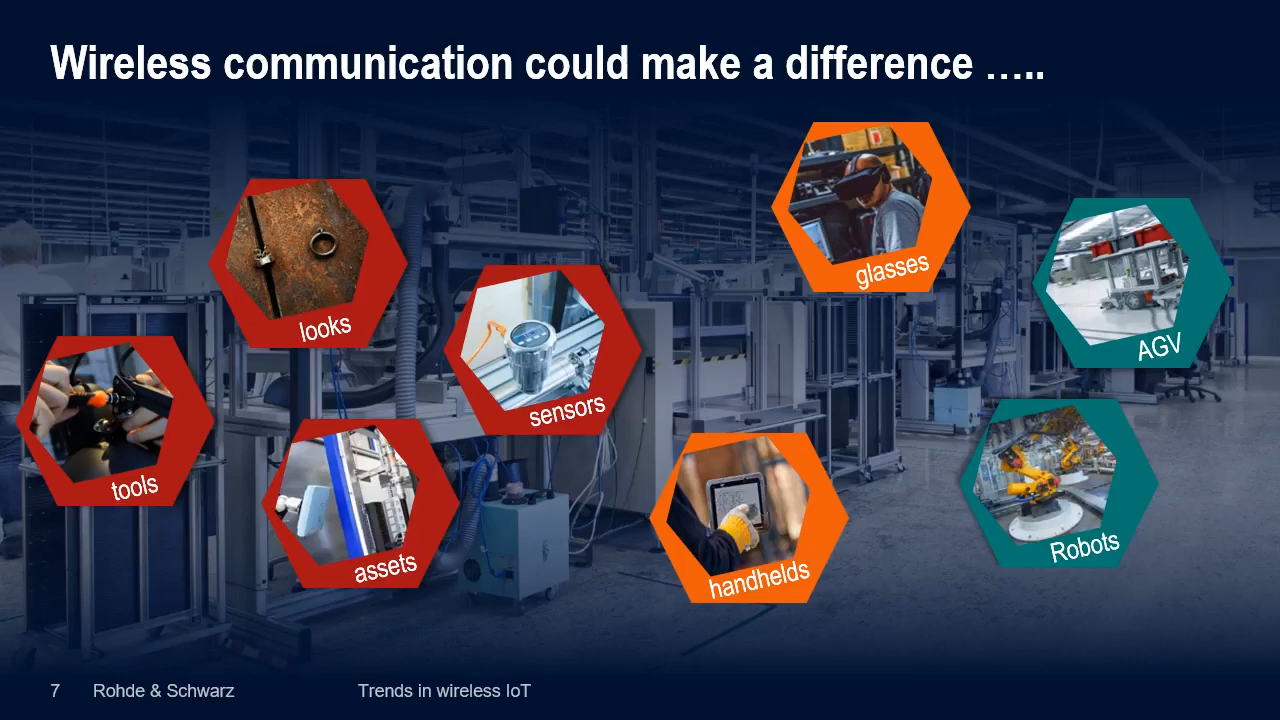 Wireless communication could make a difference …..
glasses
looks
AGV
sensors
tools
assets
handhelds
Robots
7 Rohde & Schwarz Trends in wireless IoT